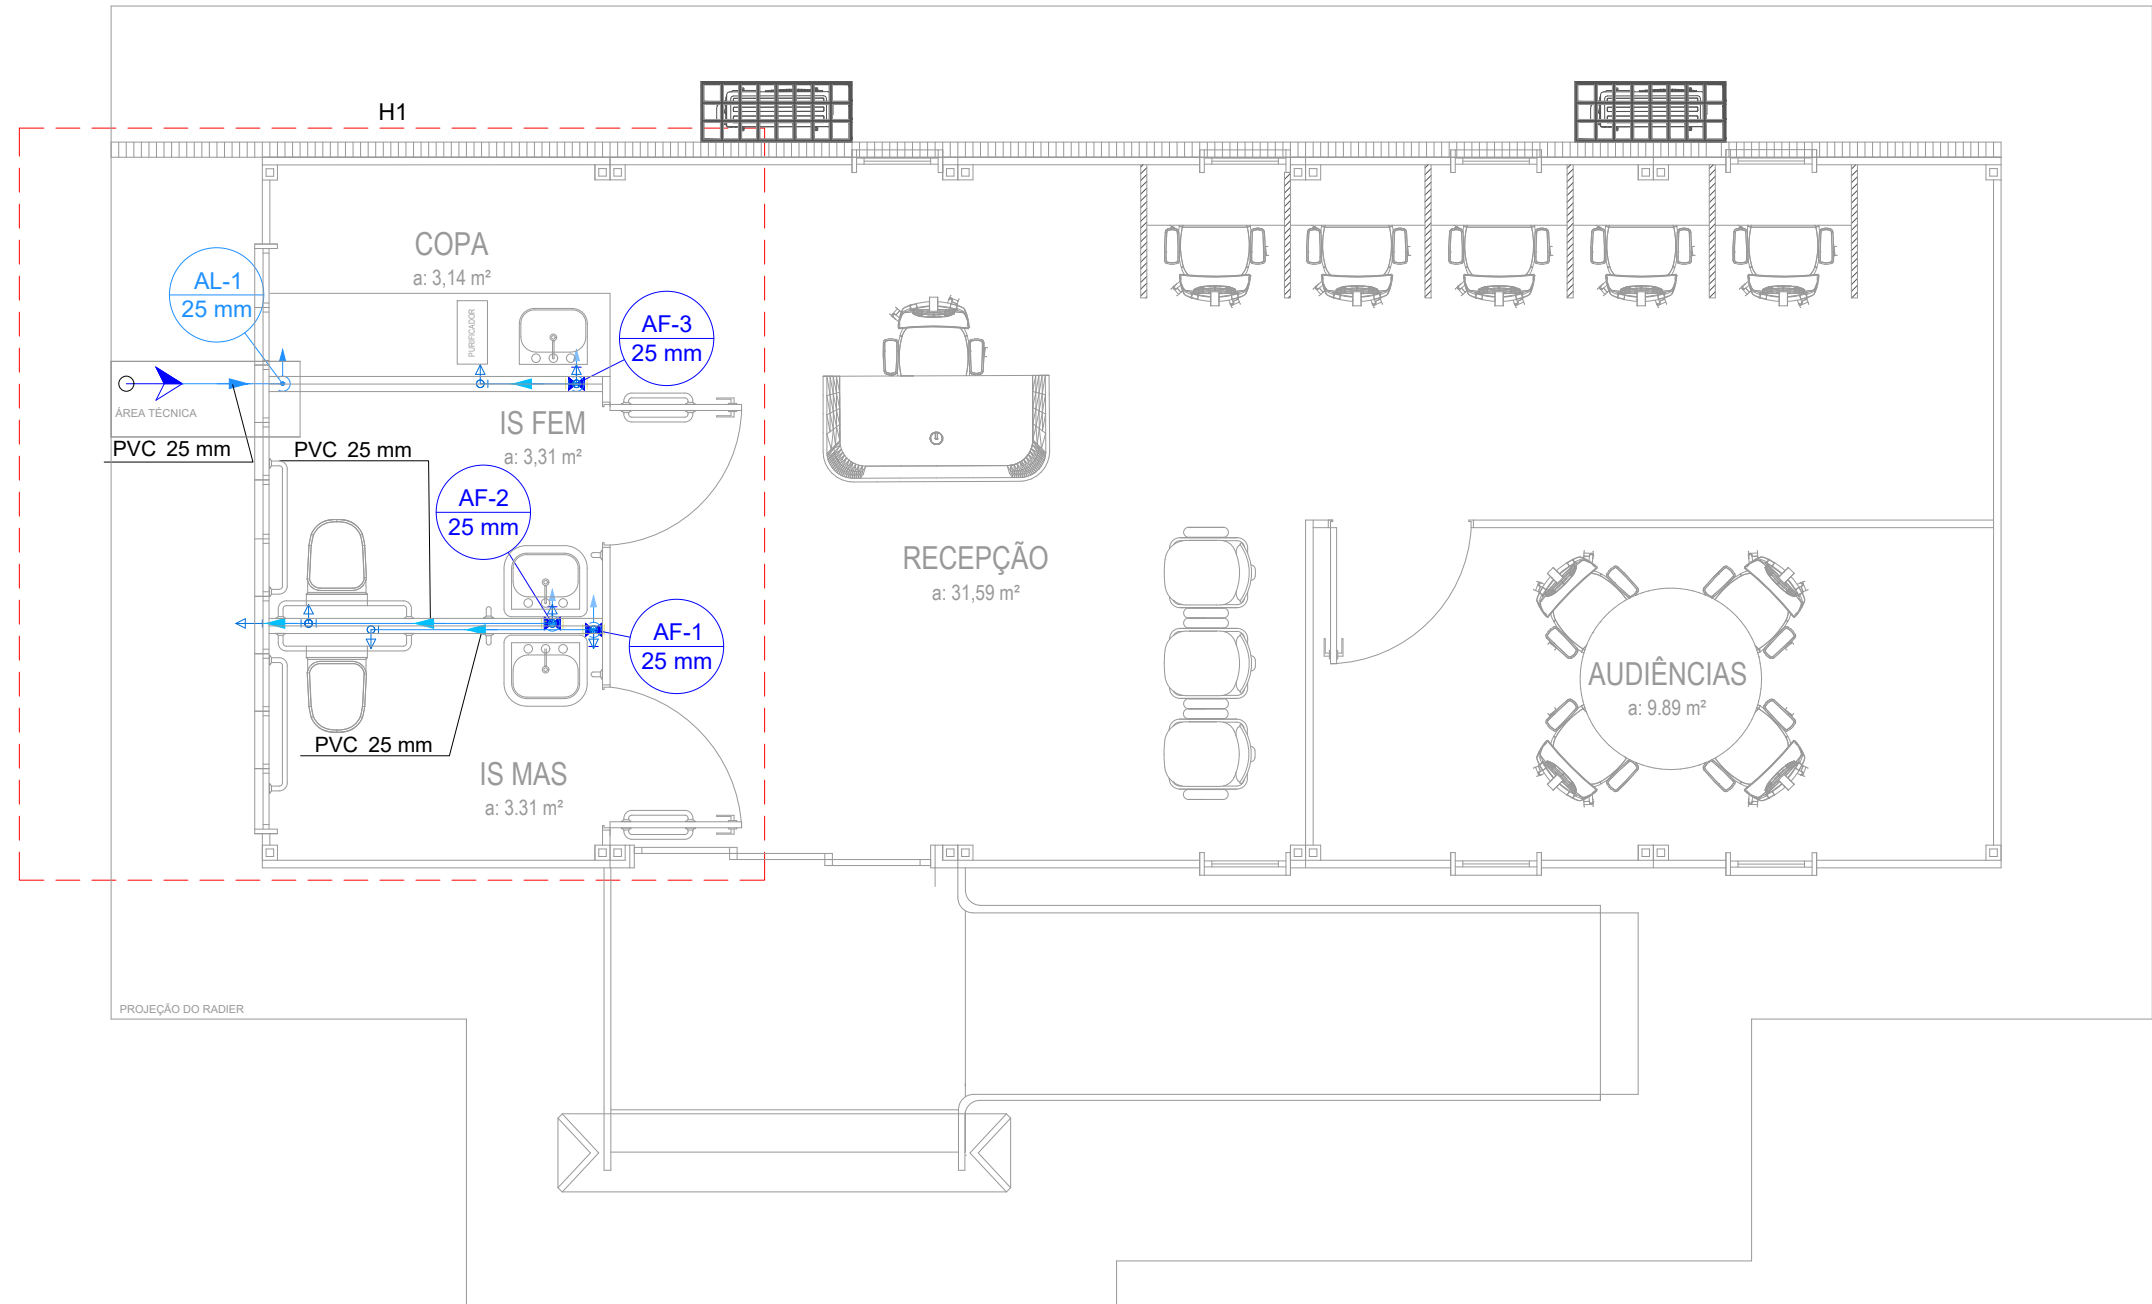 H1
COPA
a: 3,14 m²
AL-1
25 mm
PURIFICADOR
AF-3
25 mm
ÁREA TÉCNICA
PVC 25 mm
PVC 25 mm
IS FEM
a: 3,31 m²
AF-2
25 mm
RECEPÇÃO
a: 31,59 m²
AF-1
25 mm
AUDIÊNCIAS
a: 9.89 m²
PVC 25 mm
IS MAS
a: 3.31 m²
PROJEÇÃO DO RADIER